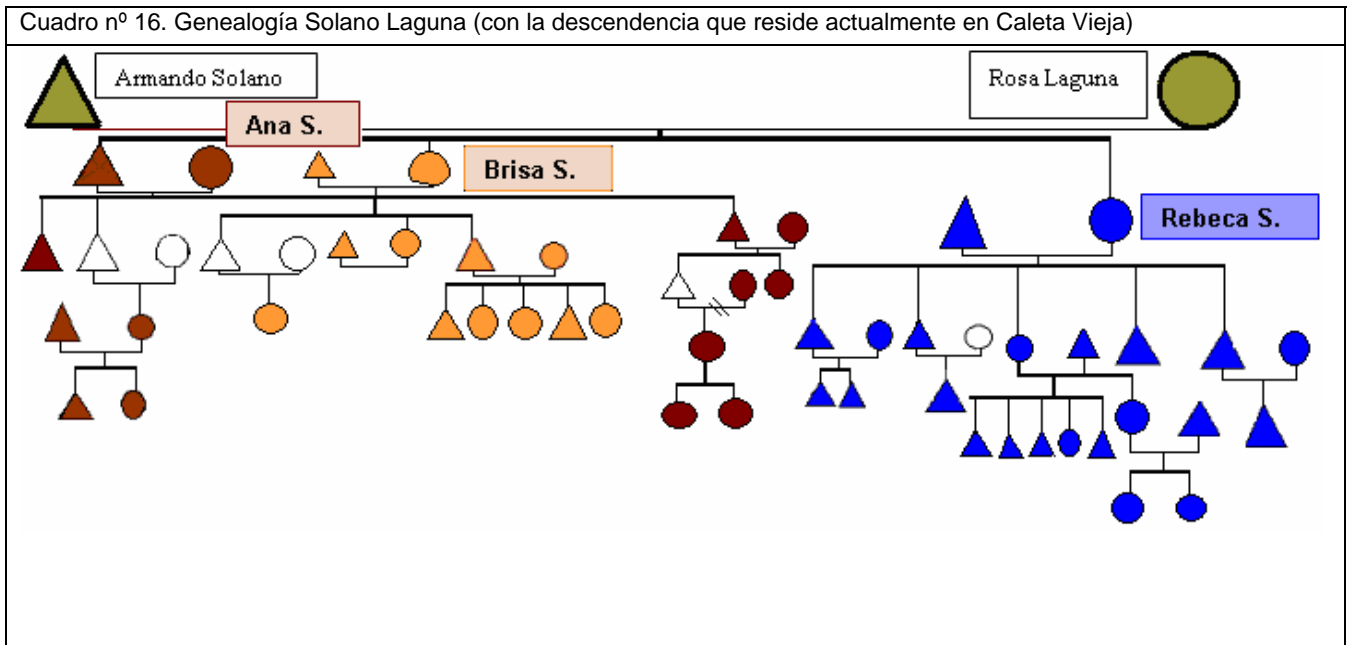 Cuadro nº 16. Genealogía Solano Laguna (con la descendencia que reside actualmente en Caleta Vieja)
Armando Solano
Rosa Laguna
Ana S.
Brisa S.
Rebeca S.